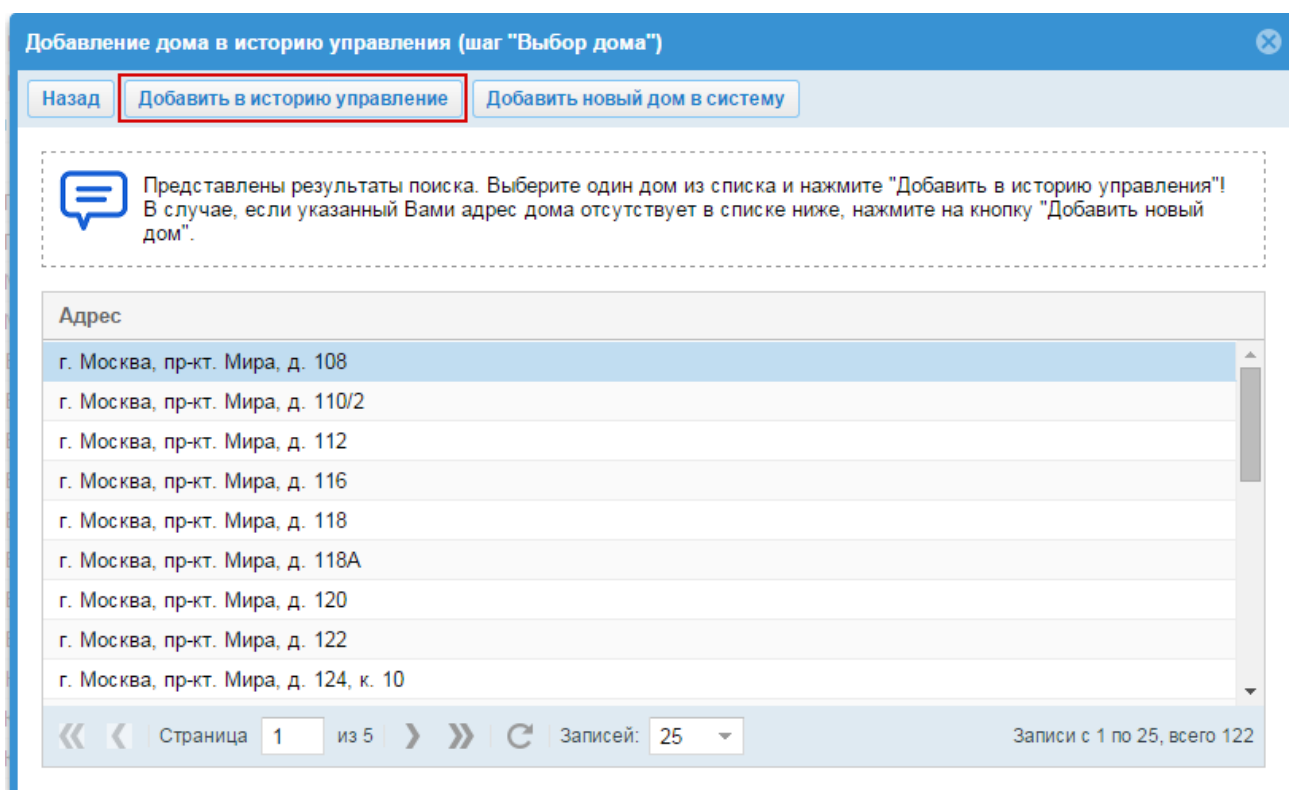 Добавление дома в историю управления (шаг "Выбор дома")
Назад Добавить в историю управление Добавить новый дом в систему
Представлены результаты поиска. Выберите один дом из списка и нажмите "Добавить в историю управления"!
В случае, если указанный Вами адрес дома отсутствует в списке ниже, нажмите на кнопку "Добавить новый
дом".
Адрес
г. Москва, пр-кт. Мира, д. 108
г. Москва, пр-кт. Мира, д. 110/2
г. Москва, пр-кт. Мира, д. 112
г. Москва, пр-кт. Мира, д. 116
г. Москва, пр-кт. Мира, д. 118
г. Москва, пр-кт. Мира, д. 118А
г. Москва, пр-кт. Мира, д. 120
г. Москва, пр-кт. Мира, д. 122
г. Москва, пр-кт. Мира, д. 124, к. 10
Страница 1 из 5 Записей: 25 Записи с 1 по 25, всего 122